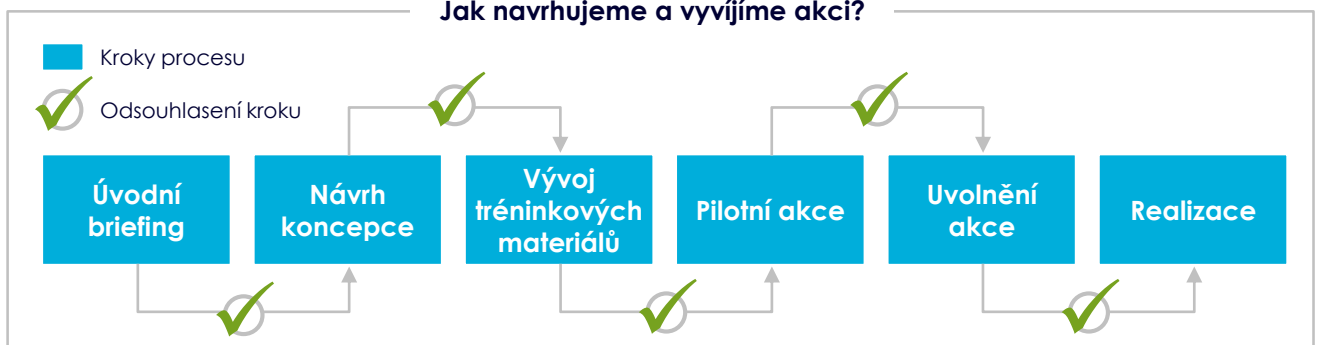 Jak navrhujeme a vyvíjíme akci?
Kroky procesu
Odsouhlasení kroku
Úvodní
briefing
Návrh
koncepce
Vývoj
tréninkových
materiálů
Pilotní akce
Uvolnění
akce
Realizace